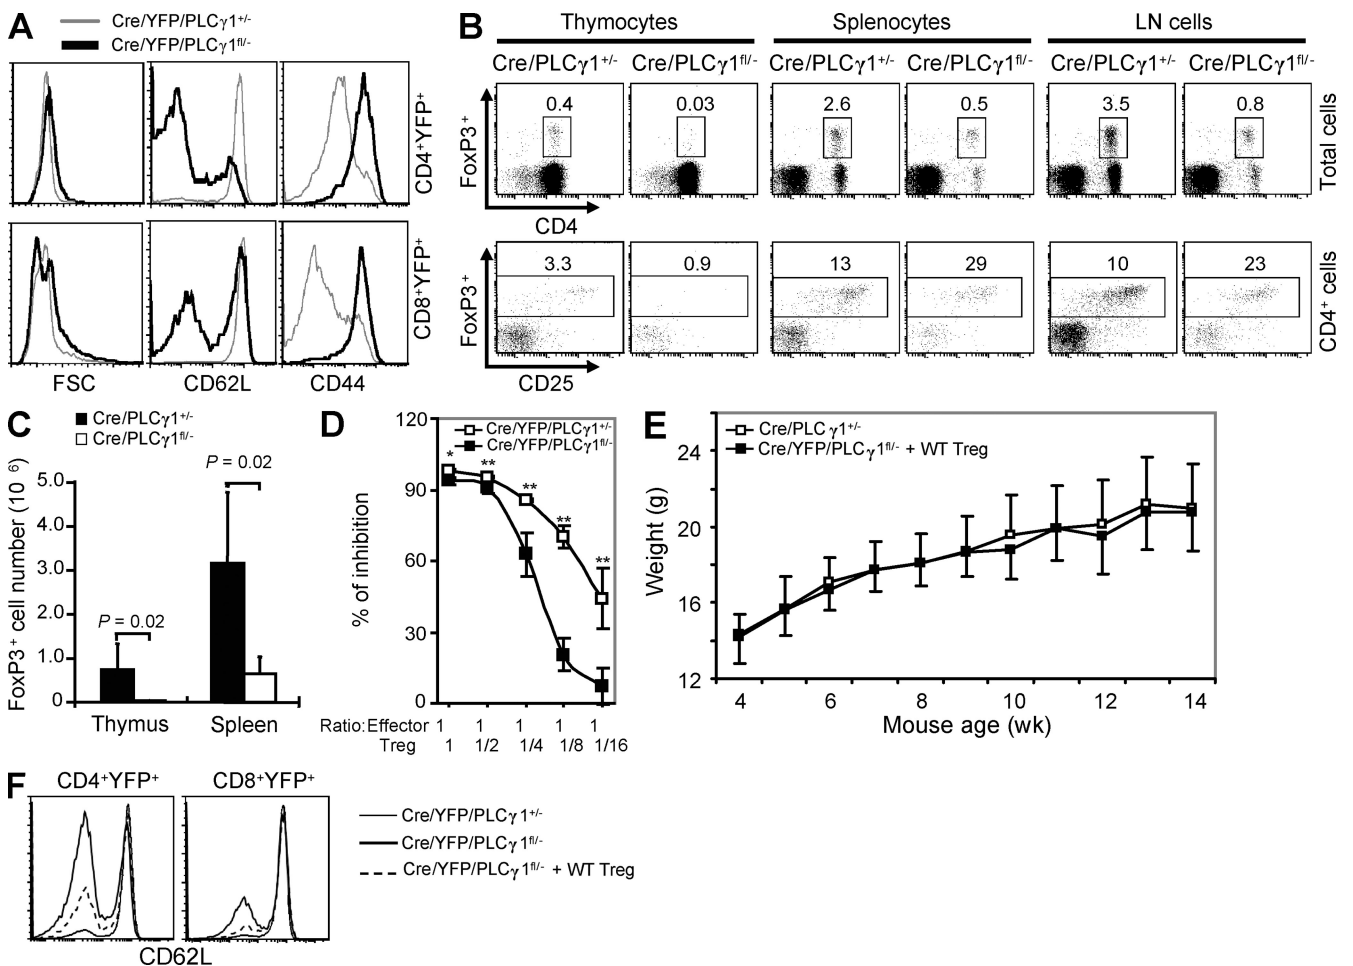 A
Cre/YFP/PLCγ1+/-
Cre/YFP/PLCγ1fl/-
CD4+YFP+
CD8+YFP+
FSC
CD62L
CD44
B
Thymocytes
Splenocytes
LN cells
Cre/PLCγ1+/-
Cre/PLCγ1fl/-
Cre/PLCγ1+/-
Cre/PLCγ1fl/-
Cre/PLCγ1+/-
Cre/PLCγ1fl/-
0.4
0.03
2.6
0.5
3.5
0.8
FoxP3+
Total cells
CD4
3.3
0.9
13
29
10
23
FoxP3+
CD4+ cells
CD25
C
Cre/PLCγ1+/-
Cre/PLCγ1fl/-
FoxP3+ cell number (10 6)
5.0
4.0
3.0
2.0
1.0
0
P = 0.02
P = 0.02
Thymus
Spleen
D
Cre/YFP/PLCγ1+/-
Cre/YFP/PLCγ1fl/-
% of inibition
120
90
60
30
0
*
**
**
**
**
Ratio:Effector 1 1 1 1 1
Treg 1 1/2 1/4 1/8 1/16
E
Cre/PLCγ1+/-
Cre/YFP/PLCγ1fl/- + WT Treg
Weight (g)
24
20
16
12
4 6 8 10 12 14
Mouse age (wk)
F
CD4+YFP+
CD8+YFP+
CD62L
Cre/YFP/PLCγ1+/-
Cre/YFP/PLCγ1fl/-
Cre/YFP/PLCγ1fl/- + WT Treg